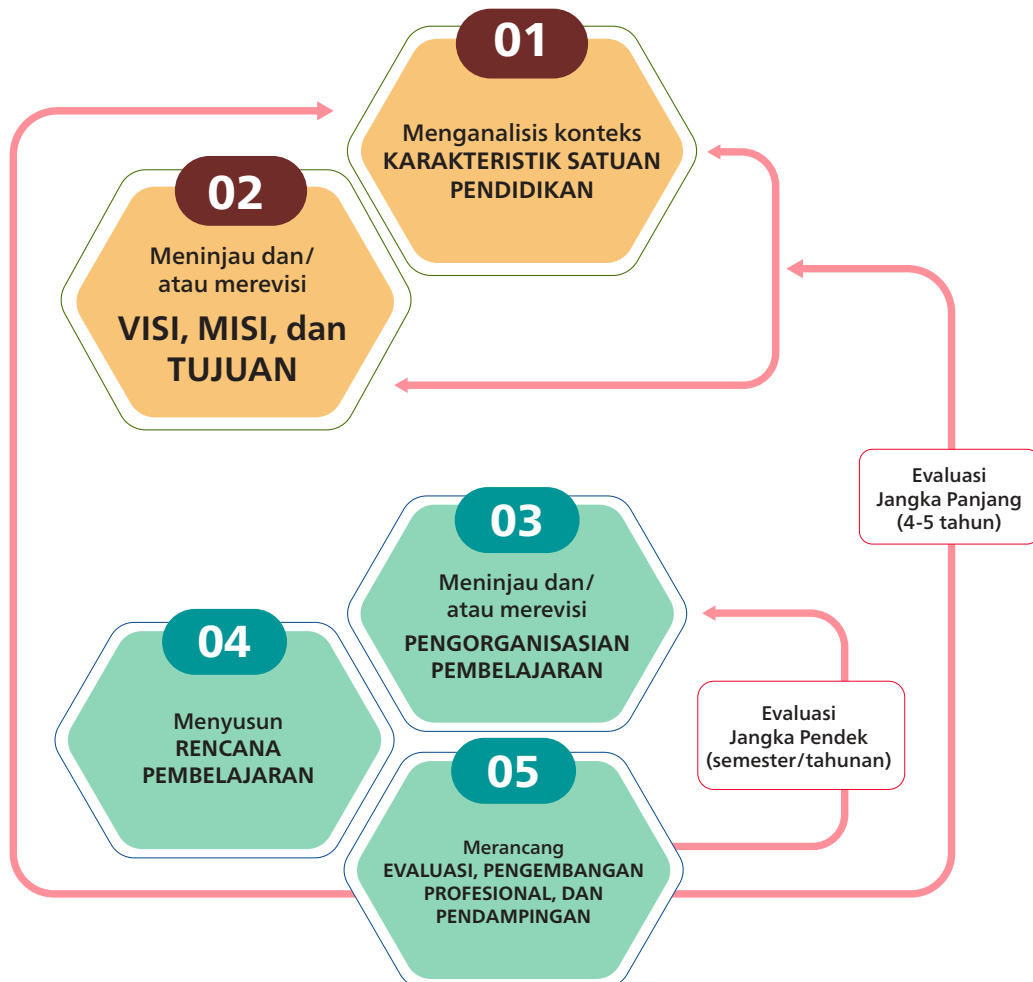 01
Menganalisis konteks
KARAKTERISTIK SATUAN
PENDIDIKAN
02
Meninjau dan/
atau merevisi
VISI, MISI, dan
TUJUAN
03
Meninjau dan/
atau merevisi
PENGORGANISASIAN
PEMBELAJARAN
04
Menyusun
RENCANA
PEMBELAJARAN
05
Merancang
EVALUASI, PENGEMBANGAN
PROFESIONAL, DAN
PENDAMPINGAN
Evaluasi
Jangka Pendek
(semester/tahunan)
Evaluasi
Jangka Panjang
(4-5 tahun)